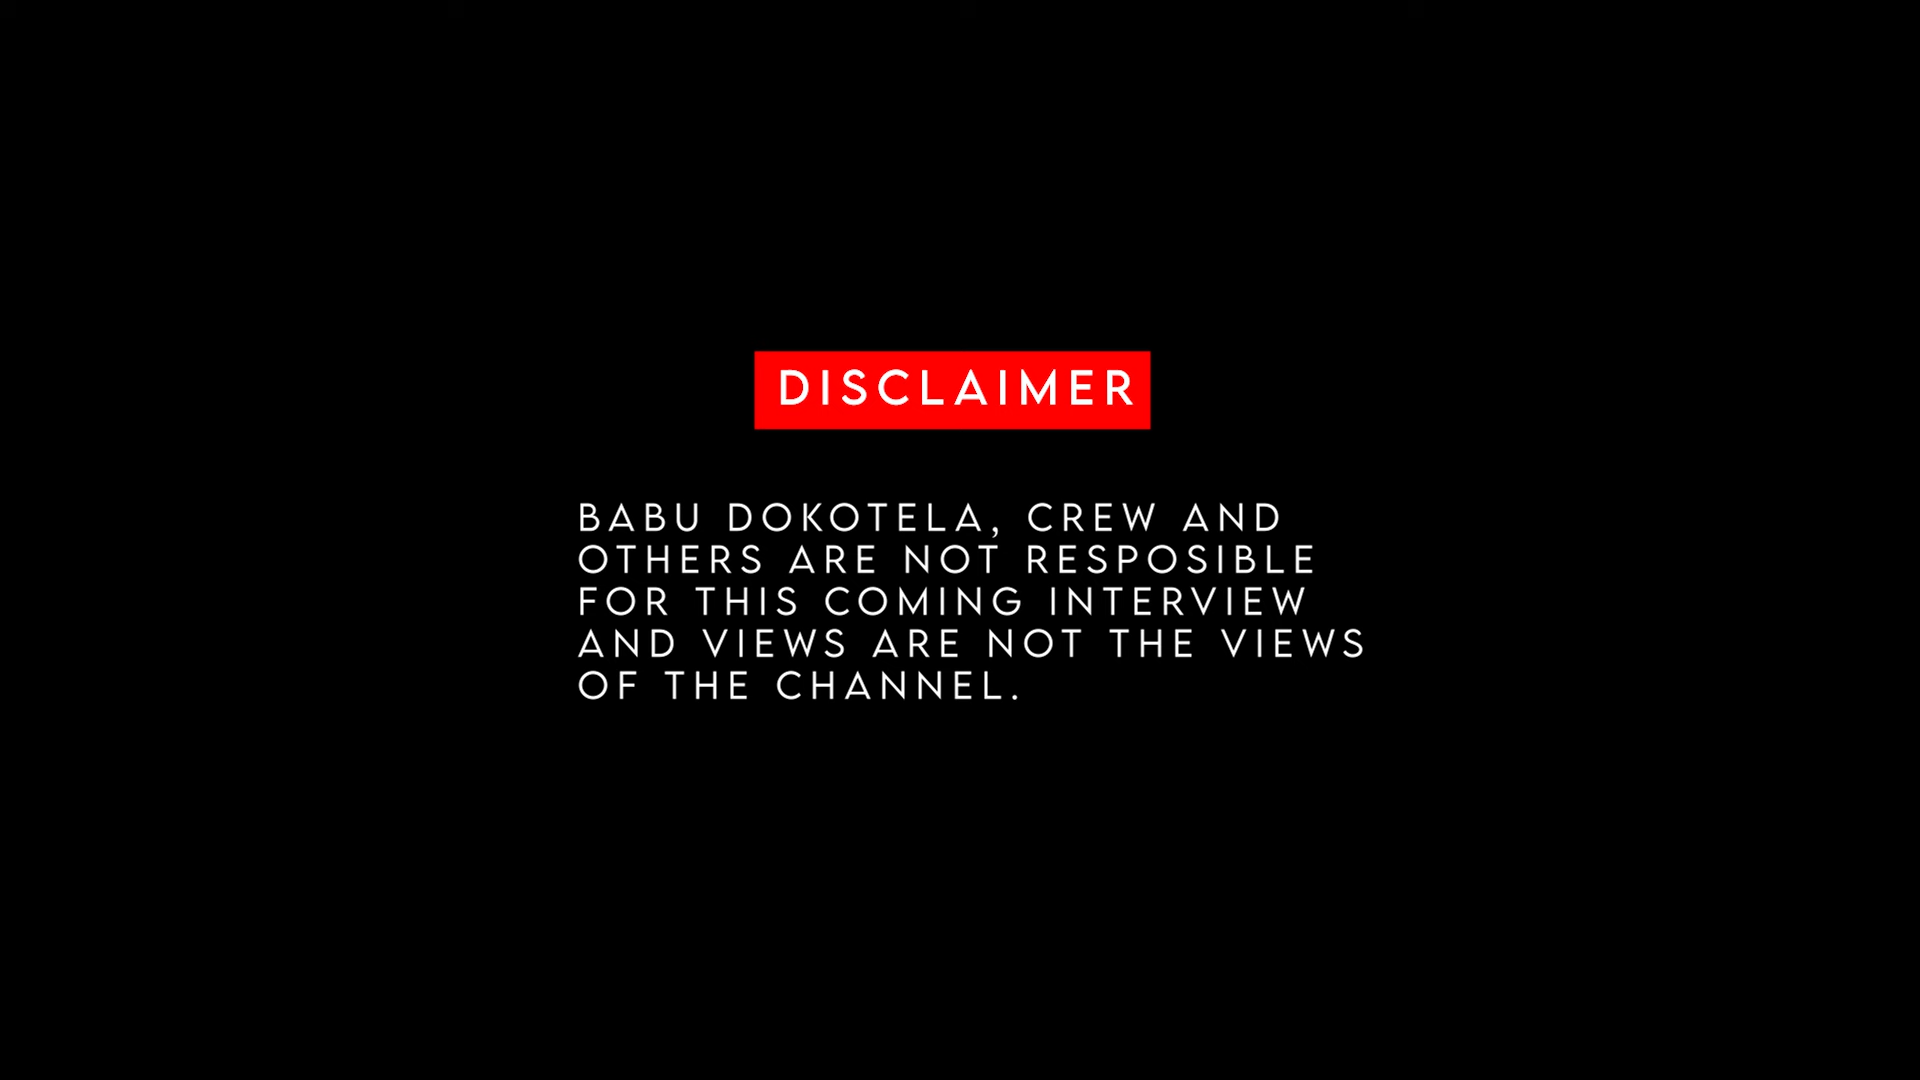 DISCLAIMER
BABU DOKOTELA, CREW AND
OTHERS ARE NOT RESPOSIBLE
FOR THIS COMING INTERVIEW
AND VIEWS ARE NOT THE VIEWS
OF THE CHANNEL.